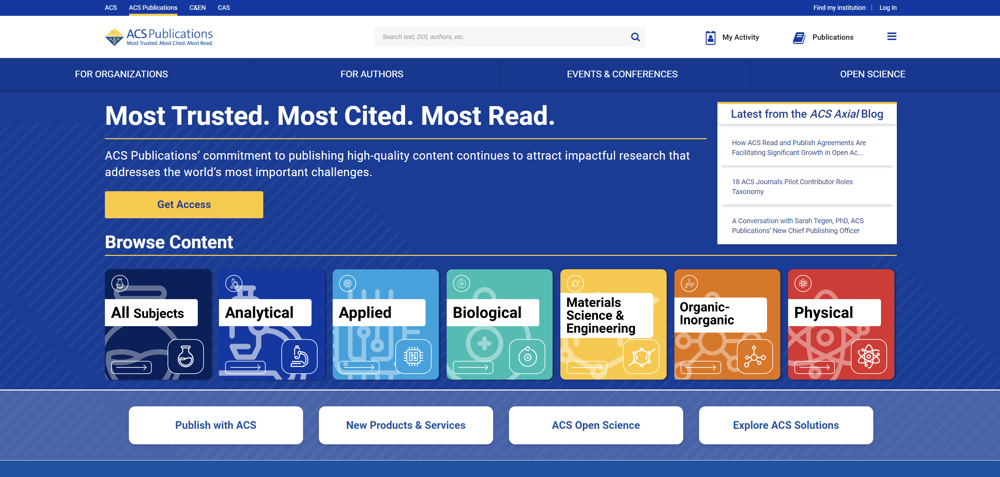 ACS
ACS Publications
C&EN
CAS
Find my institution
Log In
ACS Publications
Most Trusted. Most Cited. Most Read.
Search text, DOI, authors, etc.
My Activity
Publications
FOR ORGANIZATIONS
FOR AUTHORS
EVENTS & CONFERENCES
OPEN SCIENCE
Most Trusted. Most Cited. Most Read.
ACS Publications’ commitment to publishing high-quality content continues to attract impactful research that
addresses the world’s most important challenges.
Get Access
Latest from the ACS Axial Blog
How ACS Read and Publish Agreements Are
Facilitating Significant Growth in Open Ac...
18 ACS Journals Pilot Contributor Roles
Taxonomy
A Conversation with Sarah Tegen, PhD, ACS
Publications’ New Chief Publishing Officer
Browse Content
All Subjects
Analytical
Applied
Biological
Materials
Science &
Engineering
Organic-
Inorganic
Physical
Publish with ACS
New Products & Services
ACS Open Science
Explore ACS Solutions